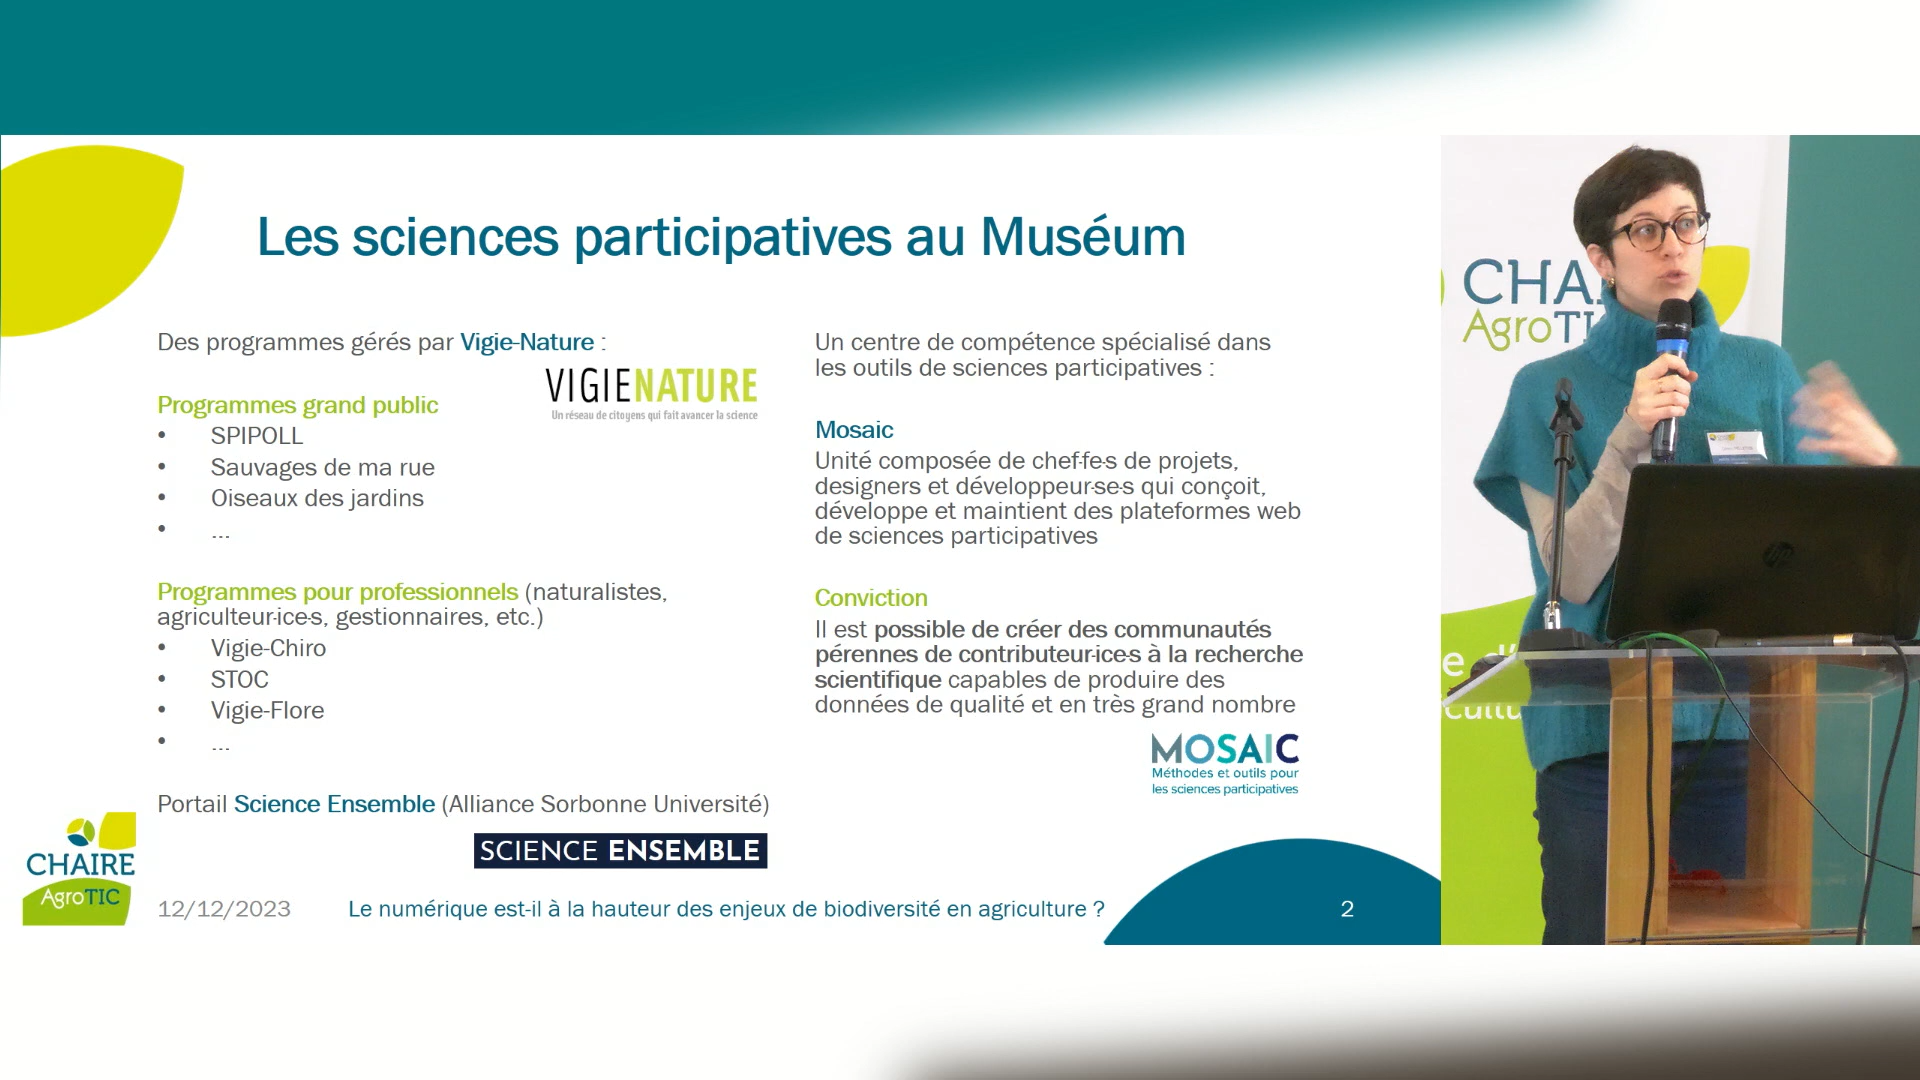 Les sciences participatives au Muséum
Des programmes gérés par Vigie-Nature :
VIGIENATURE
Un réseau de citoyens qui fait avancer la science
Programmes grand public
• SPIPOLL
• Sauvages de ma rue
• Oiseaux des jardins
• ...
Programmes pour professionnels (naturalistes,
agriculteur·ice·s, gestionnaires, etc.)
• Vigie-Chiro
• STOC
• Vigie-Flore
• ...
Portail Science Ensemble (Alliance Sorbonne Université)
SCIENCE ENSEMBLE
Un centre de compétence spécialisé dans
les outils de sciences participatives :
Mosaic
Unité composée de chef·fe·s de projets,
designers et développeur·se·s qui conçoit,
développe et maintient des plateformes web
de sciences participatives
Conviction
Il est possible de créer des communautés
pérennes de contributeur·ice·s à la recherche
scientifique capables de produire des
données de qualité et en très grand nombre
MOSAIC
Méthodes et outils pour
les sciences participatives
CHAIRE
AgroTIC
12/12/2023
Le numérique est-il à la hauteur des enjeux de biodiversité en agriculture ?
2
CHA
AgroTI
hp